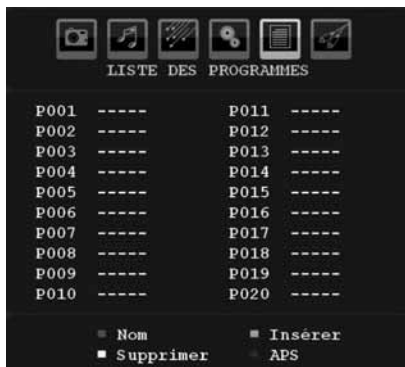 LISTE DES PROGRAMMES
P001 ----- P011 -----
P002 ----- P012 -----
P003 ----- P013 -----
P004 ----- P014 -----
P005 ----- P015 -----
P006 ----- P016 -----
P007 ----- P017 -----
P008 ----- P018 -----
P009 ----- P019 -----
P010 ----- P020 -----
Nom Insérer
Supprimer APS